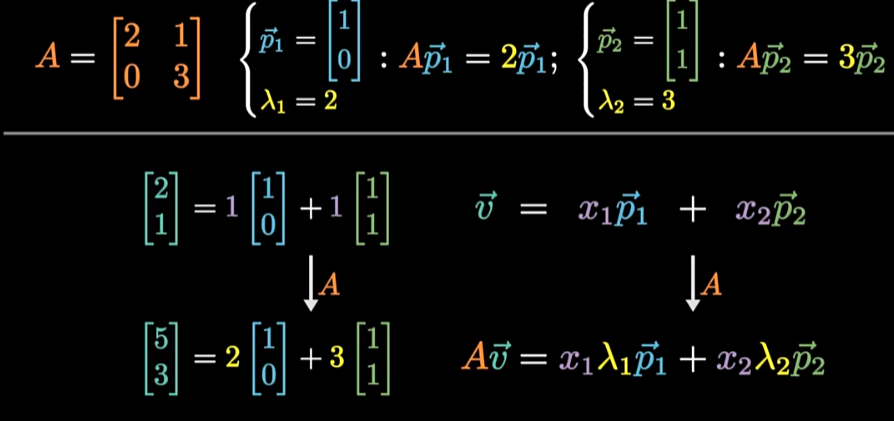 A = [2 1; 0 3] { p⃗₁ = [1; 0] λ₁ = 2 : Ap⃗₁ = 2p⃗₁; { p⃗₂ = [1; 1] λ₂ = 3 : Ap⃗₂ = 3p⃗₂
[2; 1] = 1 [1; 0] + 1 [1; 1] v⃗ = x₁p⃗₁ + x₂p⃗₂
↓ A ↓ A
[5; 3] = 2 [1; 0] + 3 [1; 1] Av⃗ = x₁λ₁p⃗₁ + x₂λ₂p⃗₂